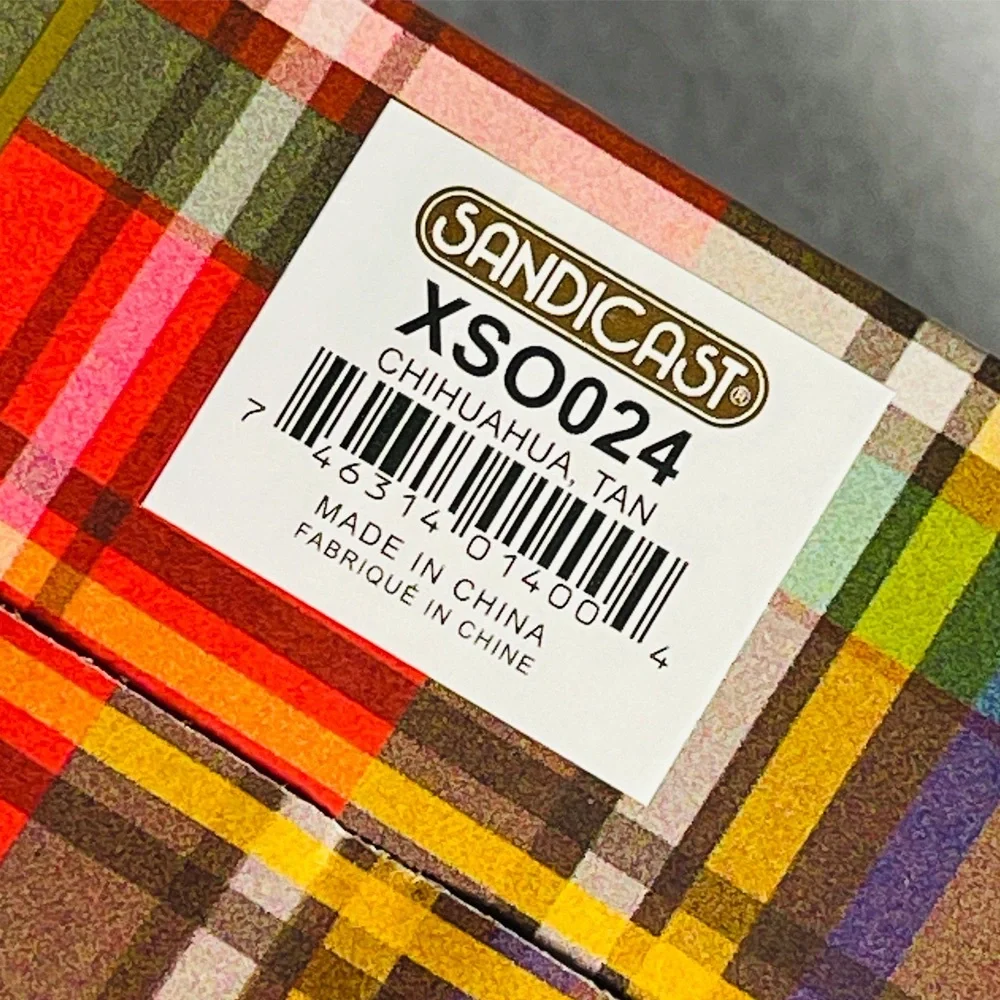 SANDICAST®
XSO024
CHIHUAHUA, TAN
7 46314 01400 4
MADE IN CHINA
FABRIQUÉ IN CHINE